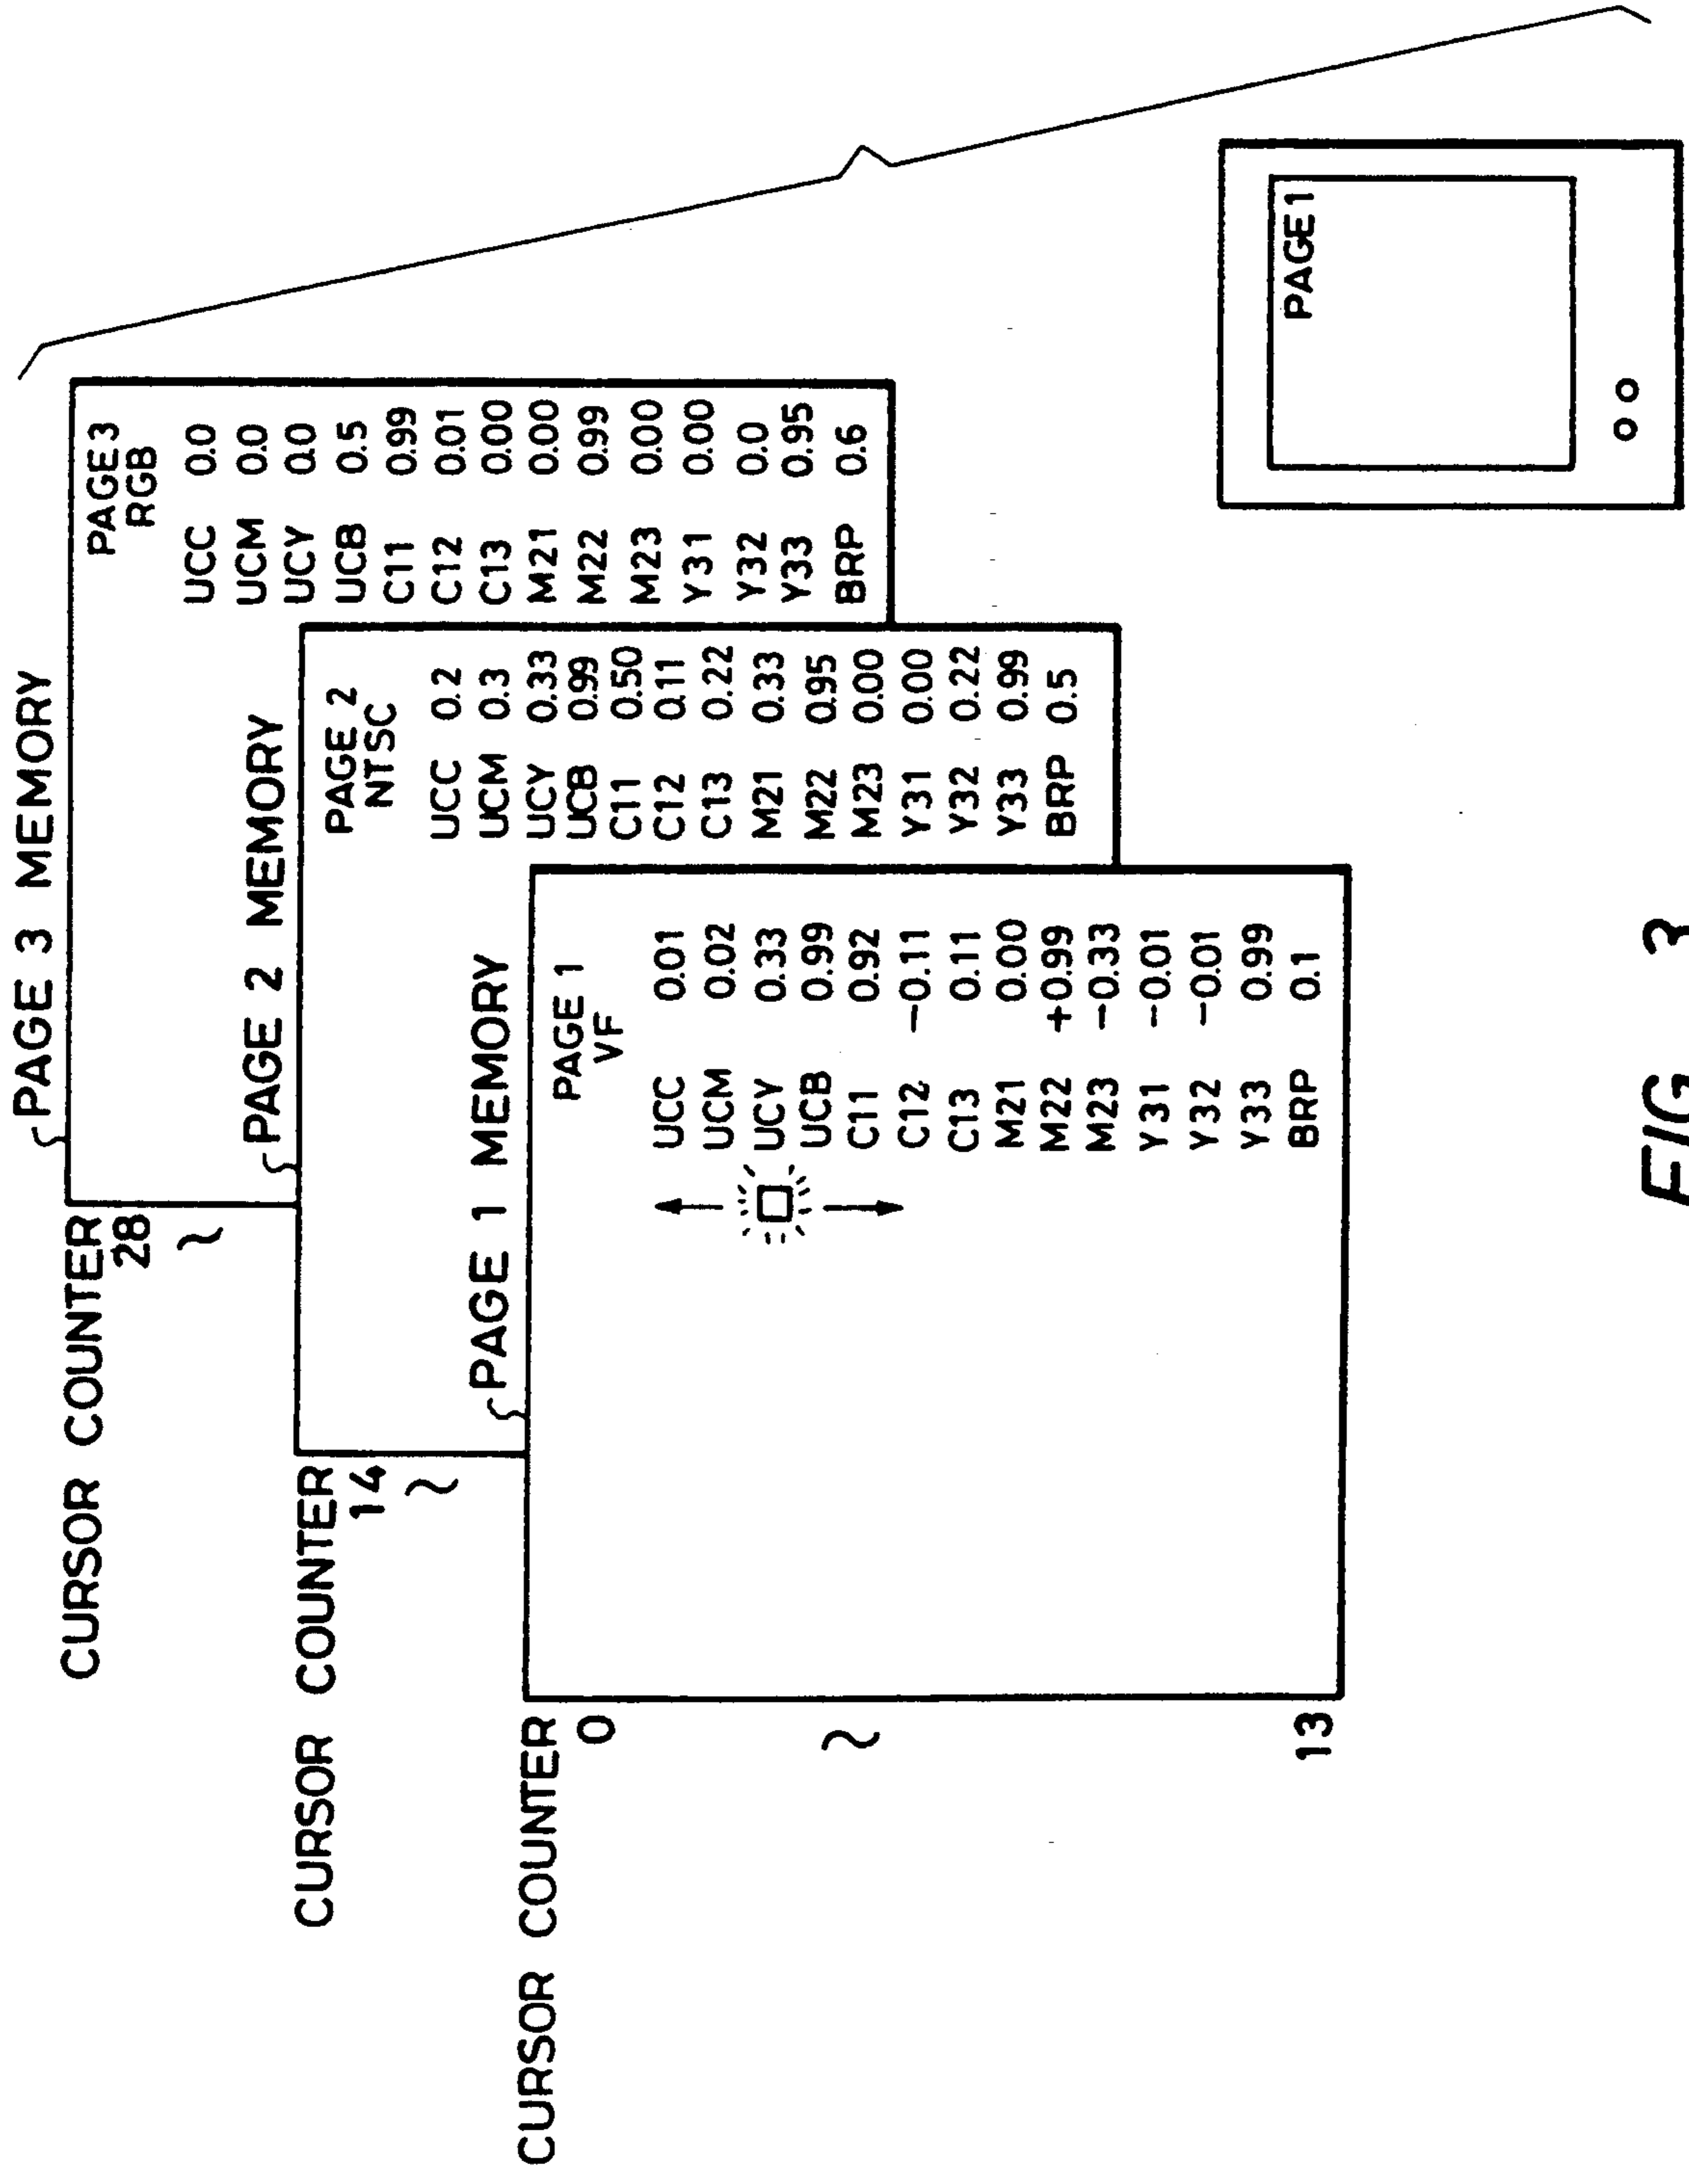 PAGE 3 MEMORY
CURSOR COUNTER
28
PAGE 3
RGB
UCC 0.0
UCM 0.0
UCY 0.0
UCB 0.5
C11 0.99
C12 0.01
C13 0.00
M21 0.00
M22 0.99
M23 0.00
Y31 0.00
Y32 0.0
Y33 0.95
BRP 0.6
PAGE 2 MEMORY
CURSOR COUNTER
14
PAGE 2
NTSC
UCC 0.2
UCM 0.3
UCY 0.33
UCB 0.99
C11 0.50
C12 0.11
C13 0.22
M21 0.33
M22 0.95
M23 0.00
Y31 0.00
Y32 0.22
Y33 0.99
BRP 0.5
PAGE 1 MEMORY
CURSOR COUNTER
0
13
PAGE 1
VF
UCC 0.01
UCM 0.02
UCY 0.33
UCB 0.99
C11 0.92
C12 -0.11
C13 0.11
M21 0.00
M22 +0.99
M23 -0.33
Y31 -0.01
Y32 -0.01
Y33 0.99
BRP 0.1
PAGE 1
FIG. 3